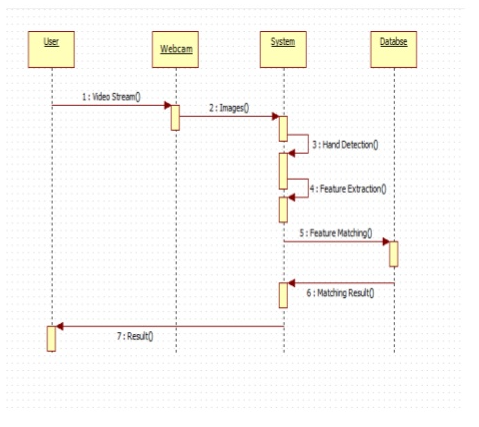 User
Webcam
System
Databse
1 : Video Stream()
2 : Images()
3 : Hand Detection()
4 : Feature Extraction()
5 : Feature Matching()
6 : Matching Result()
7 : Result()